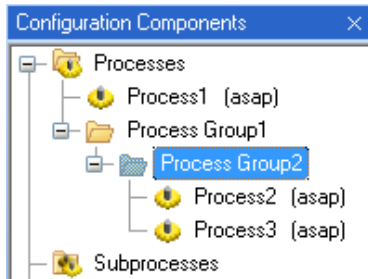 Configuration Components
Processes
Process1 (asap)
Process Group1
Process Group2
Process2 (asap)
Process3 (asap)
Subprocesses